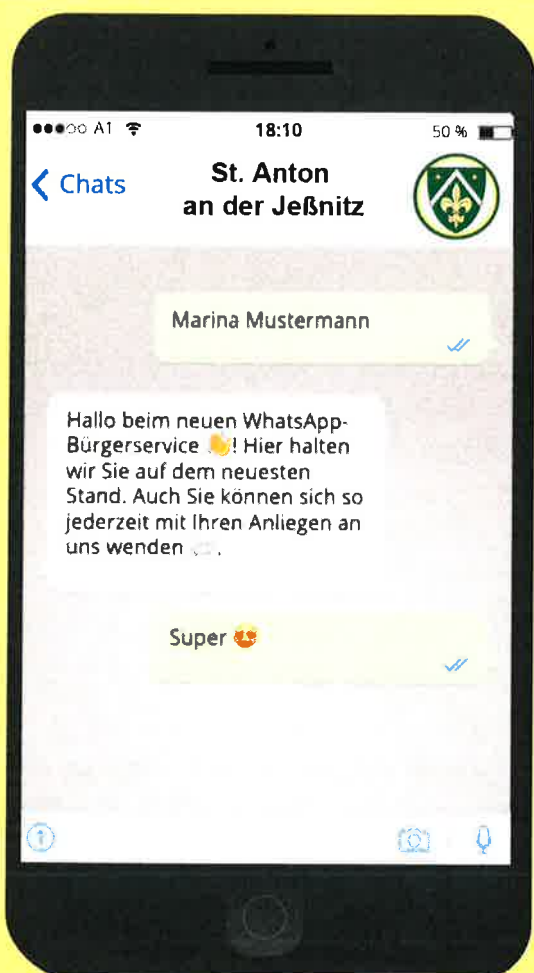 ●●●○○ A1 18:10 50 %
Chats
St. Anton
an der Jeßnitz
Marina Mustermann
Hallo beim neuen WhatsApp-
Bürgerservice 👋! Hier halten
wir Sie auf dem neuesten
Stand. Auch Sie können sich so
jederzeit mit Ihren Anliegen an
uns wenden .
Super 😍